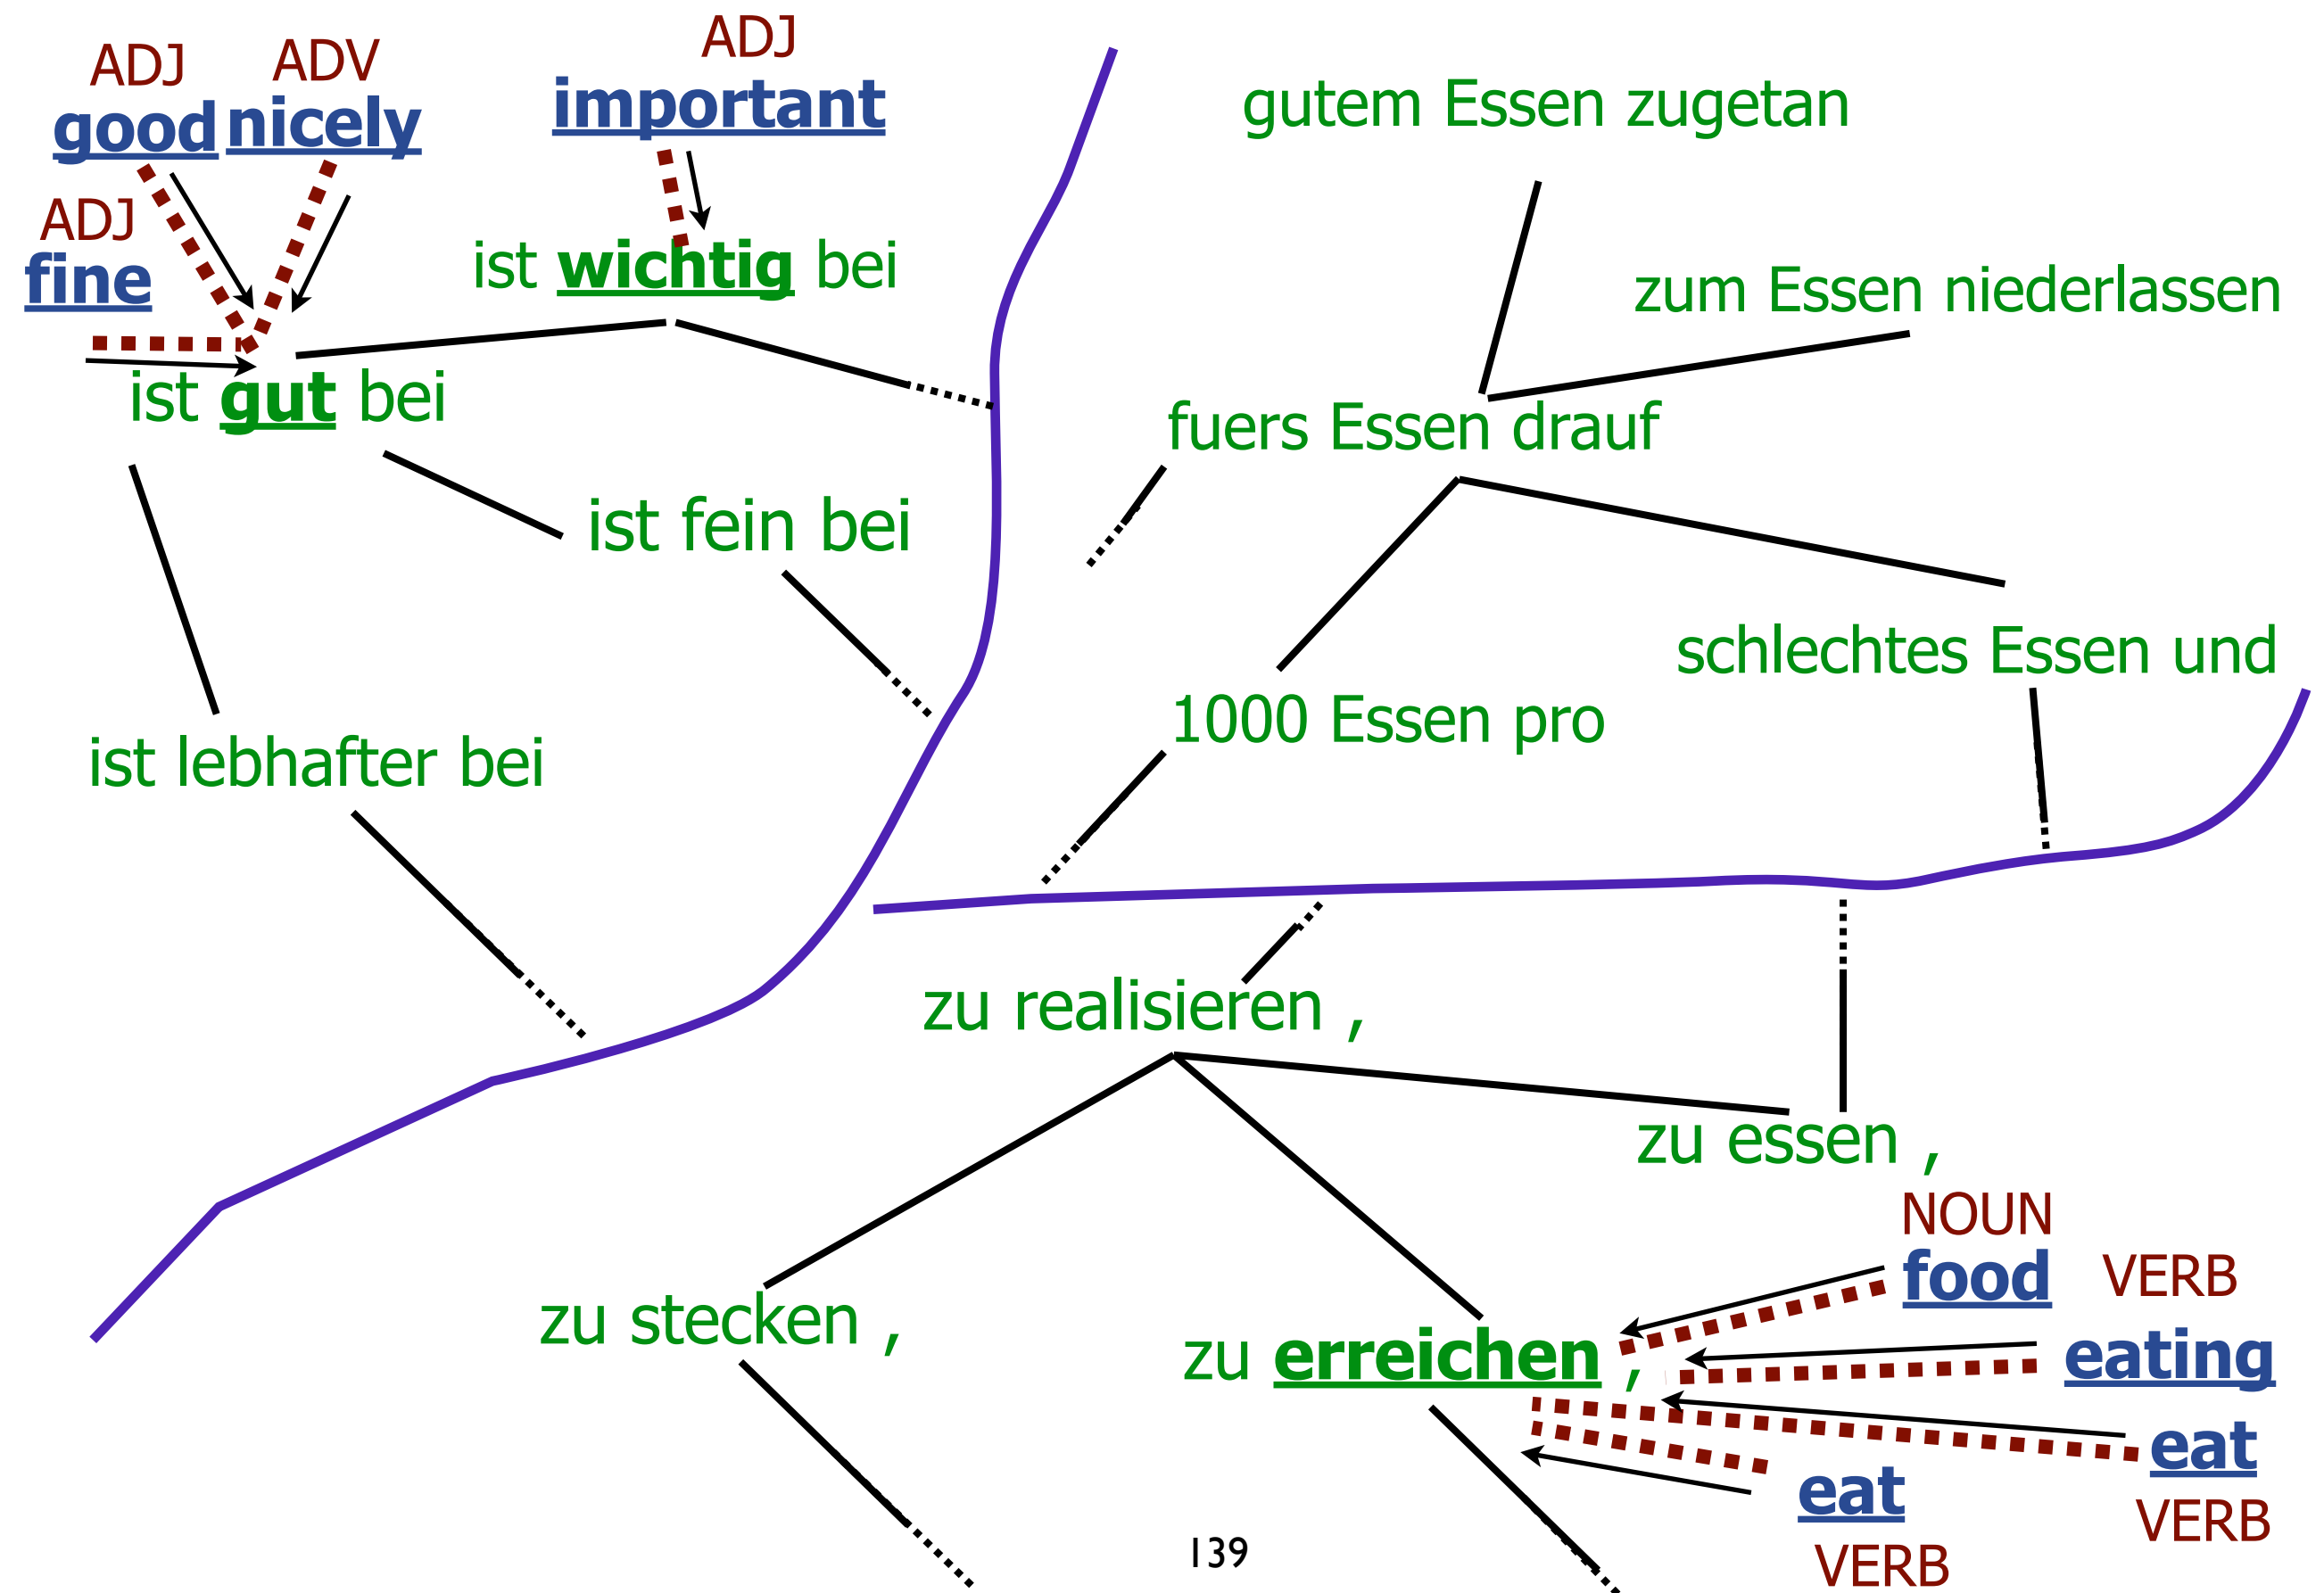 ADJ
ADV
ADJ
good nicely
important
gutem Essen zugetan
ADJ
fine
ist wichtig bei
zum Essen niederlassen
ist gut bei
fuers Essen drauf
ist fein bei
schlechtes Essen und
1000 Essen pro
ist lebhafter bei
zu realisieren ,
zu essen ,
NOUN
food
VERB
eating
zu stecken ,
zu erreichen ,
eat
VERB
eat
VERB
139